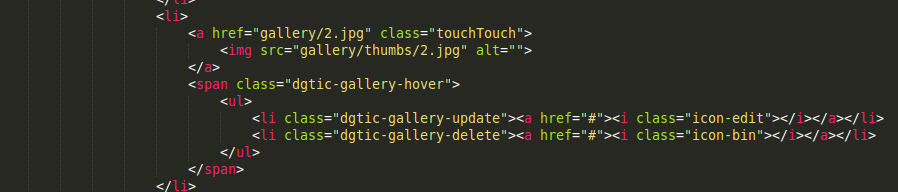 </li>
<li>
<a href="gallery/2.jpg" class="touchTouch">
<img src="gallery/thumbs/2.jpg" alt="">
</a>
<span class="dgtic-gallery-hover">
<ul>
<li class="dgtic-gallery-update"><a href="#"><i class="icon-edit"></i></a></li>
<li class="dgtic-gallery-delete"><a href="#"><i class="icon-bin"></i></a></li>
</ul>
</span>
</li>